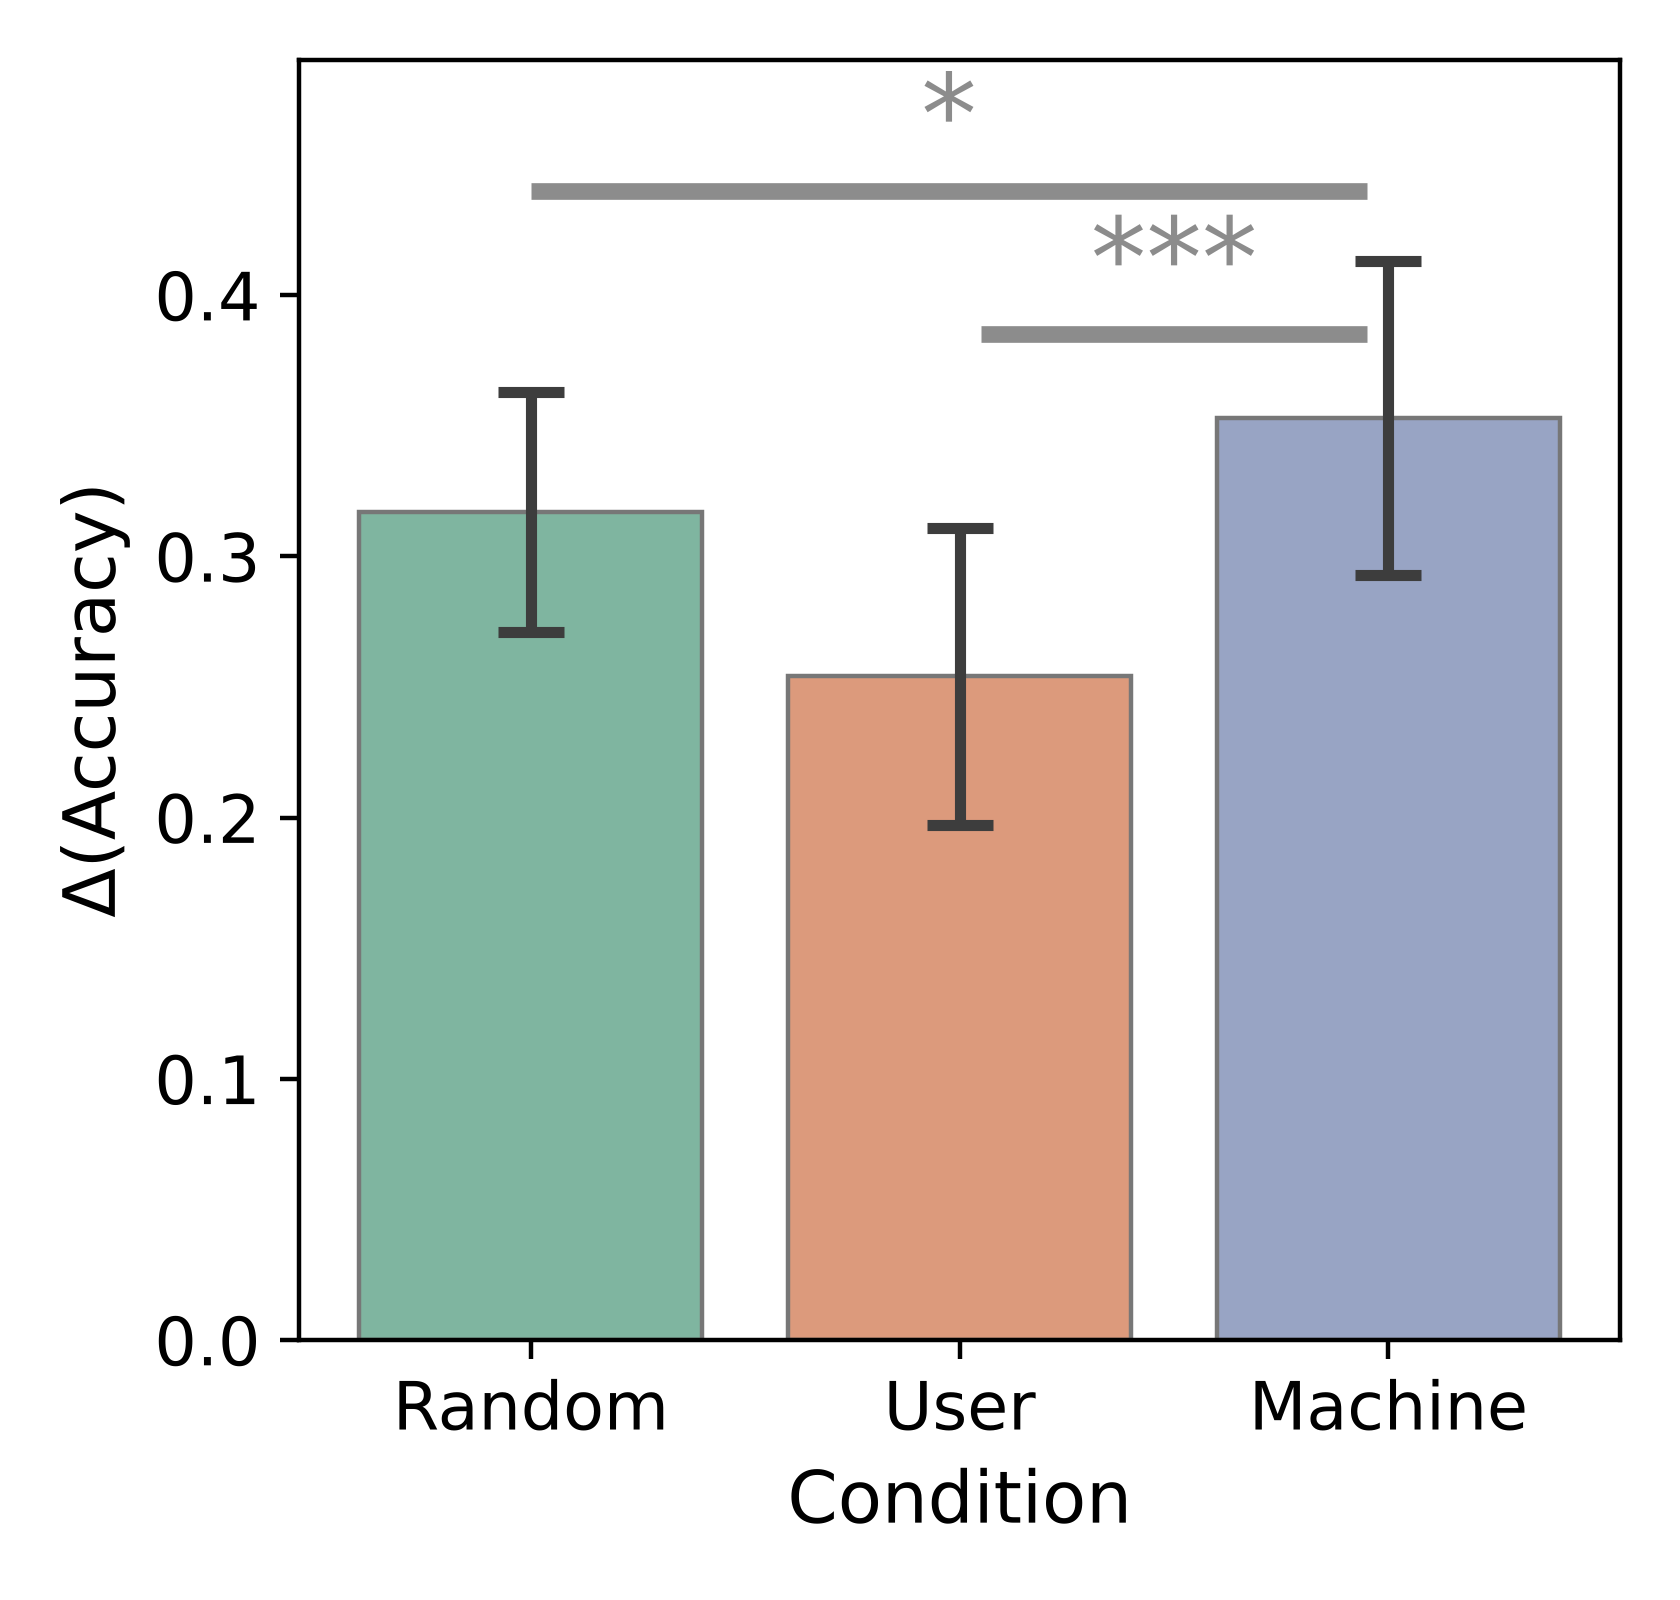 *
***
0.4
0.3
0.2
0.1
0.0
Δ(Accuracy)
Random User Machine
Condition